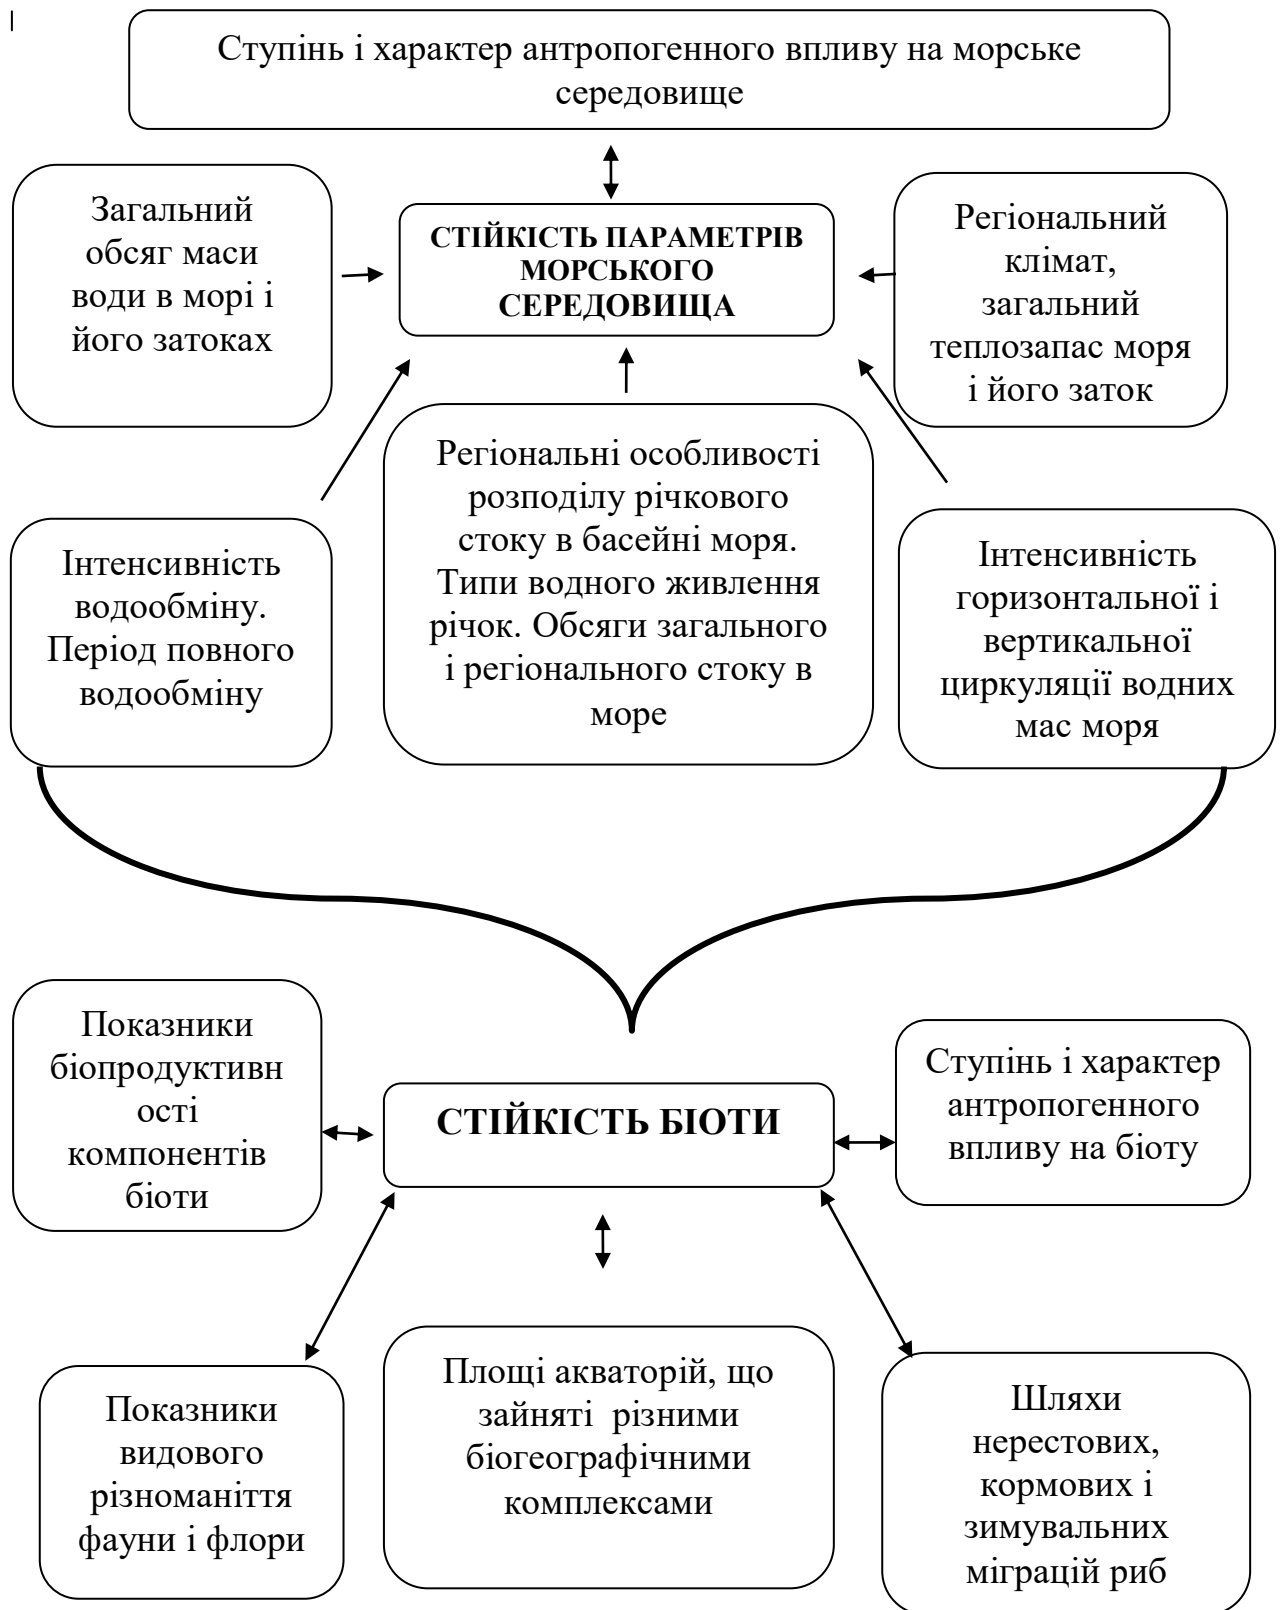 Ступінь і характер антропогенного впливу на морське
середовище
Загальний
обсяг маси
води в морі і
його затоках
СТІЙКІСТЬ ПАРАМЕТРІВ
МОРСЬКОГО
СЕРЕДОВИЩА
Регіональний
клімат,
загальний
теплозапас моря
і його заток
Інтенсивність
водообміну.
Період повного
водообміну
Регіональні особливості
розподілу річкового
стоку в басейні моря.
Типи водного живлення
річок. Обсяги загального
і регіонального стоку в
море
Інтенсивність
горизонтальної і
вертикальної
циркуляції водних
мас моря
Показники
біопродуктивн
ості
компонентів
біоти
СТІЙКІСТЬ БІОТИ
Ступінь і характер
антропогенного
впливу на біоту
Показники
видового
різноманіття
фауни і флори
Площі акваторій, що
зайняті  різними
біогеографічними
комплексами
Шляхи
нерестових,
кормових і
зимувальних
міграцій риб